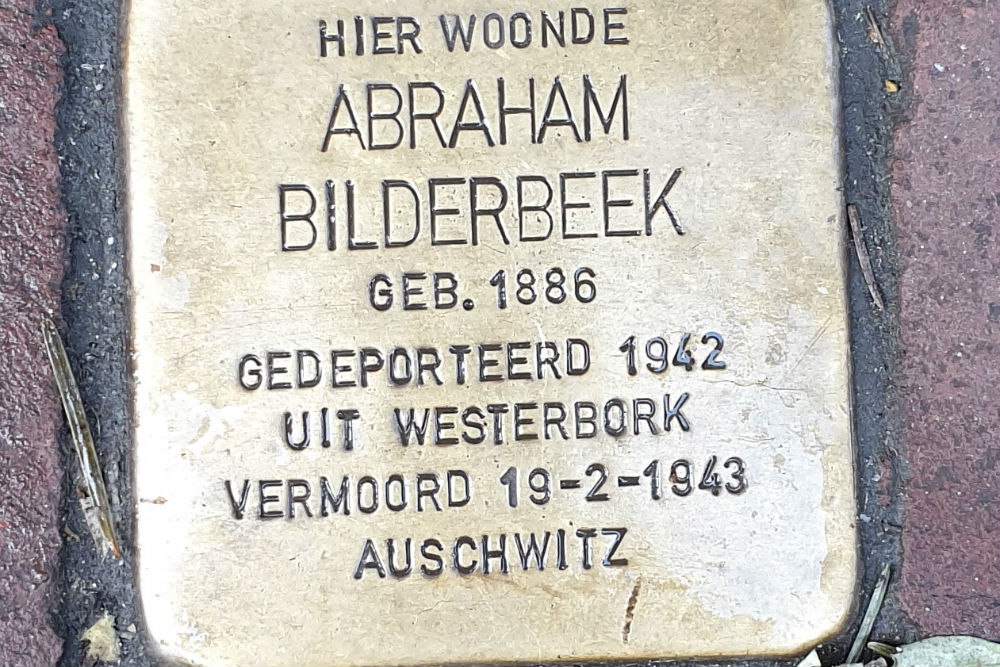 HIER WOONDE
ABRAHAM
BILDERBEEK
GEB. 1886
GEDEPORTEERD 1942
UIT WESTERBORK
VERMOORD 19-2-1943
AUSCHWITZ